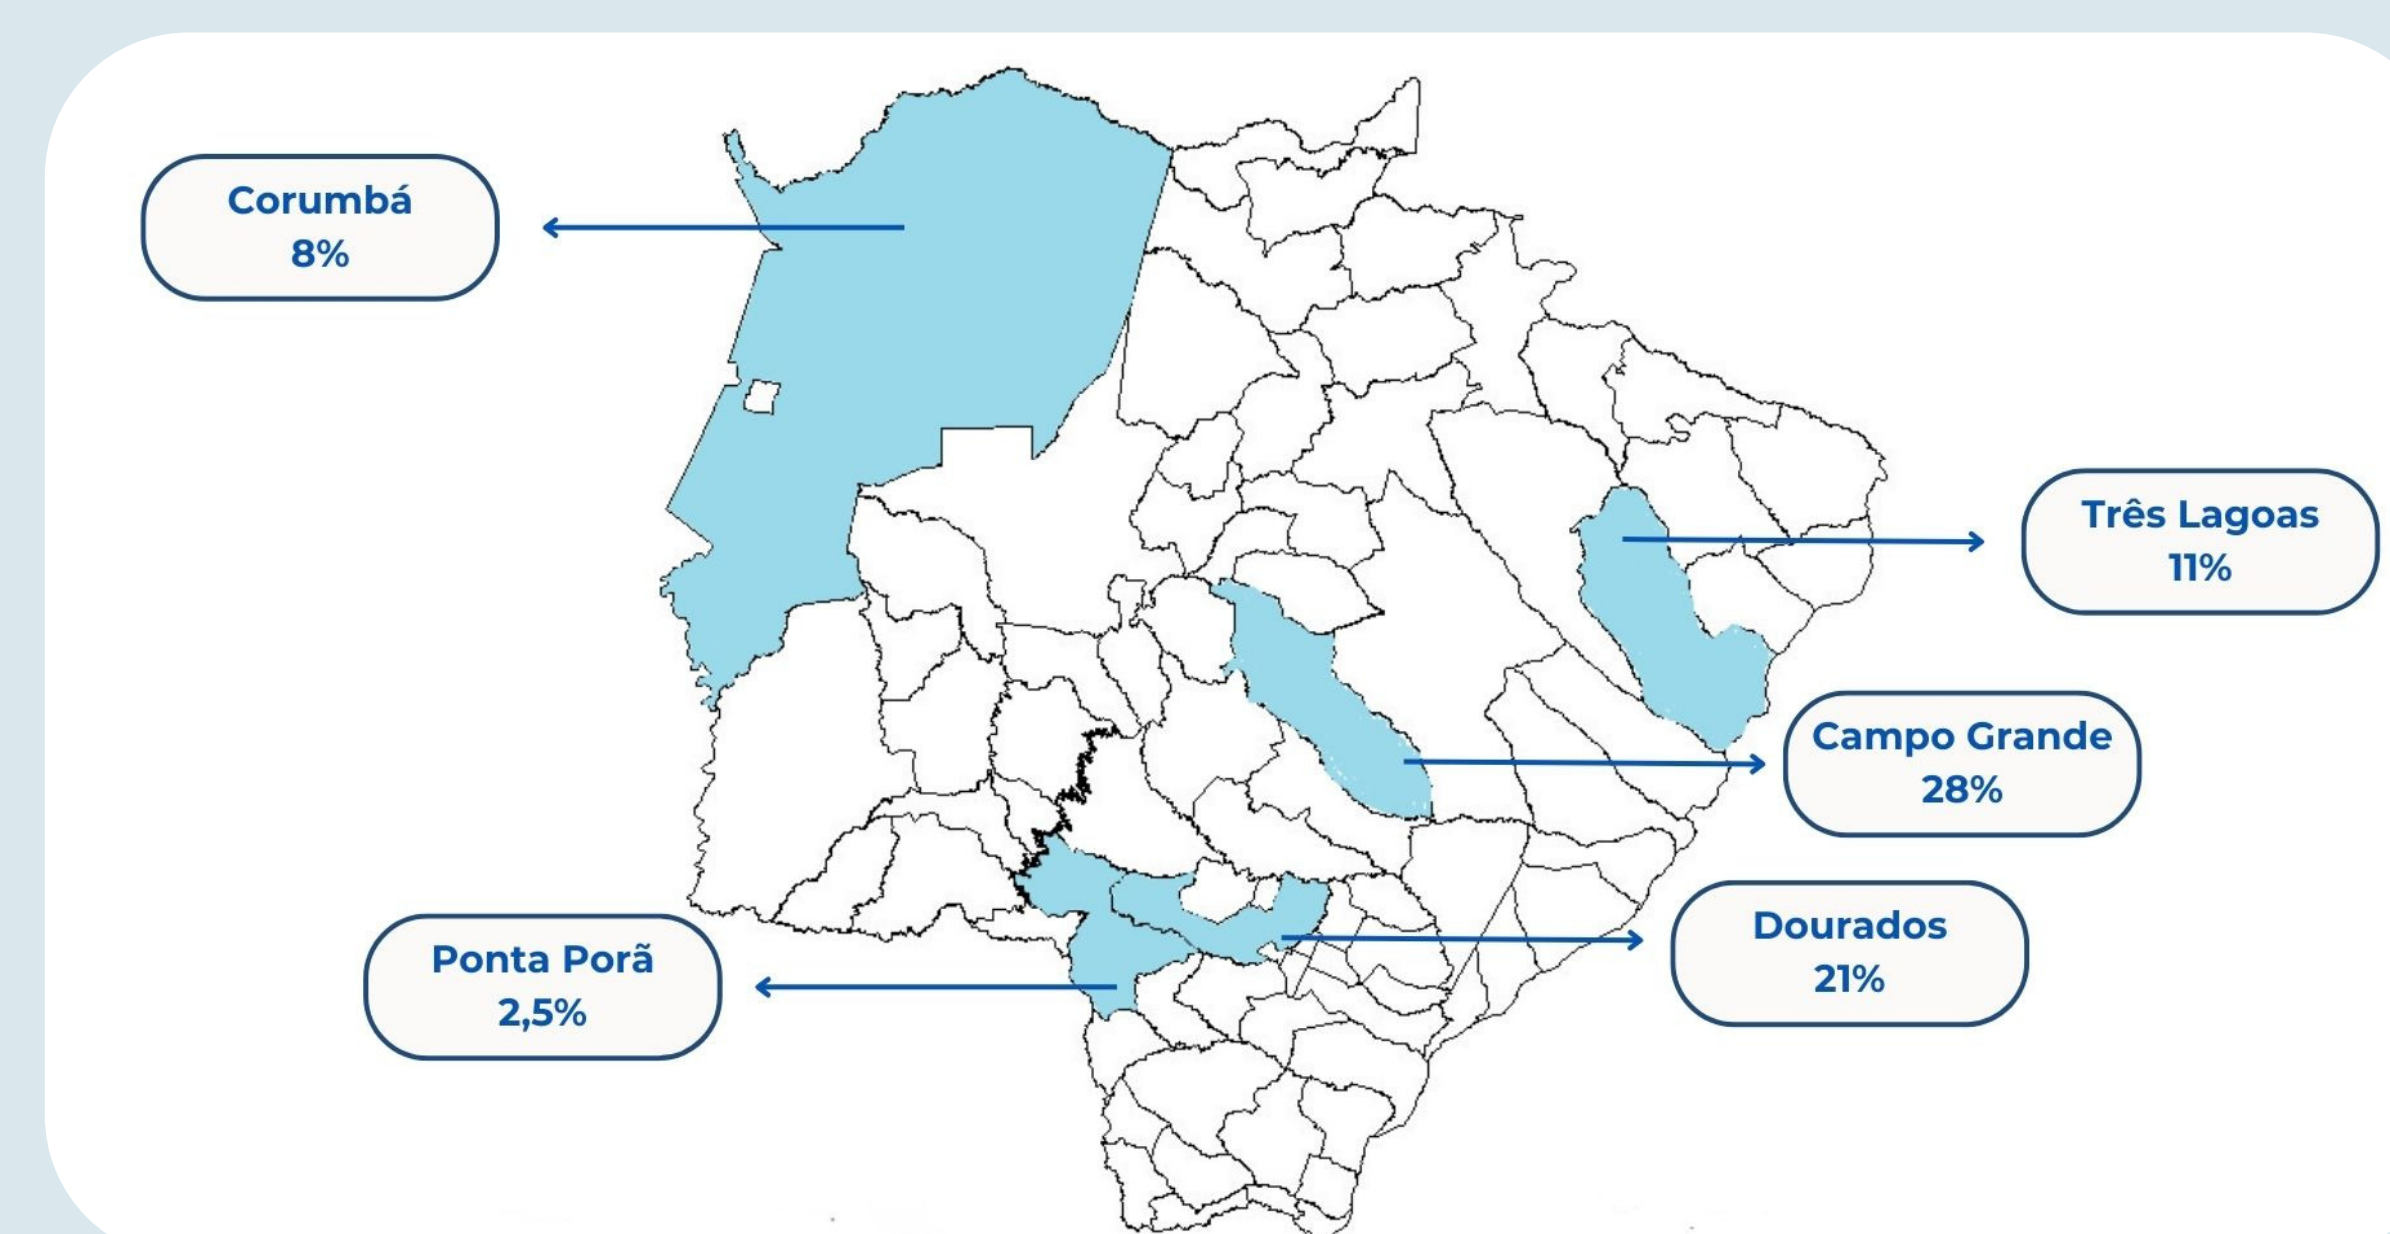 Corumbá
8%
Três Lagoas
11%
Campo Grande
28%
Dourados
21%
Ponta Porã
2,5%